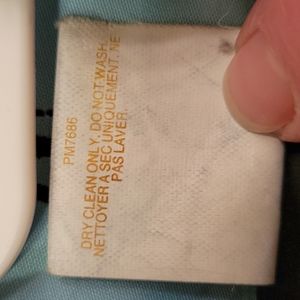 PM7686
DRY CLEAN ONLY. DO NOT WASH.
NETTOYER A SEC UNIQUEMENT. NE
PAS LAVER.